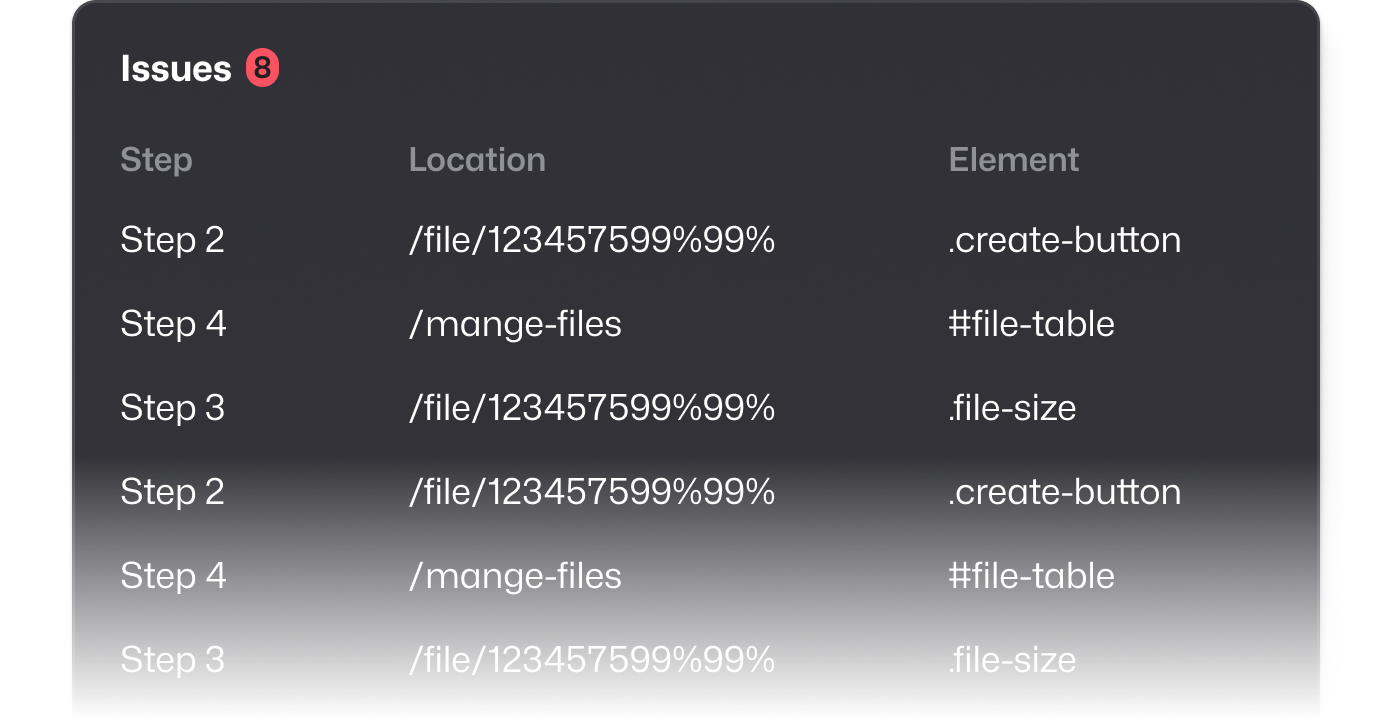 Issues 8
Step Location Element
Step 2 /file/123457599%99% .create-button
Step 4 /mange-files #file-table
Step 3 /file/123457599%99% .file-size
Step 2 /file/123457599%99% .create-button
Step 4 /mange-files #file-table
Step 3 /file/123457599%99% .file-size